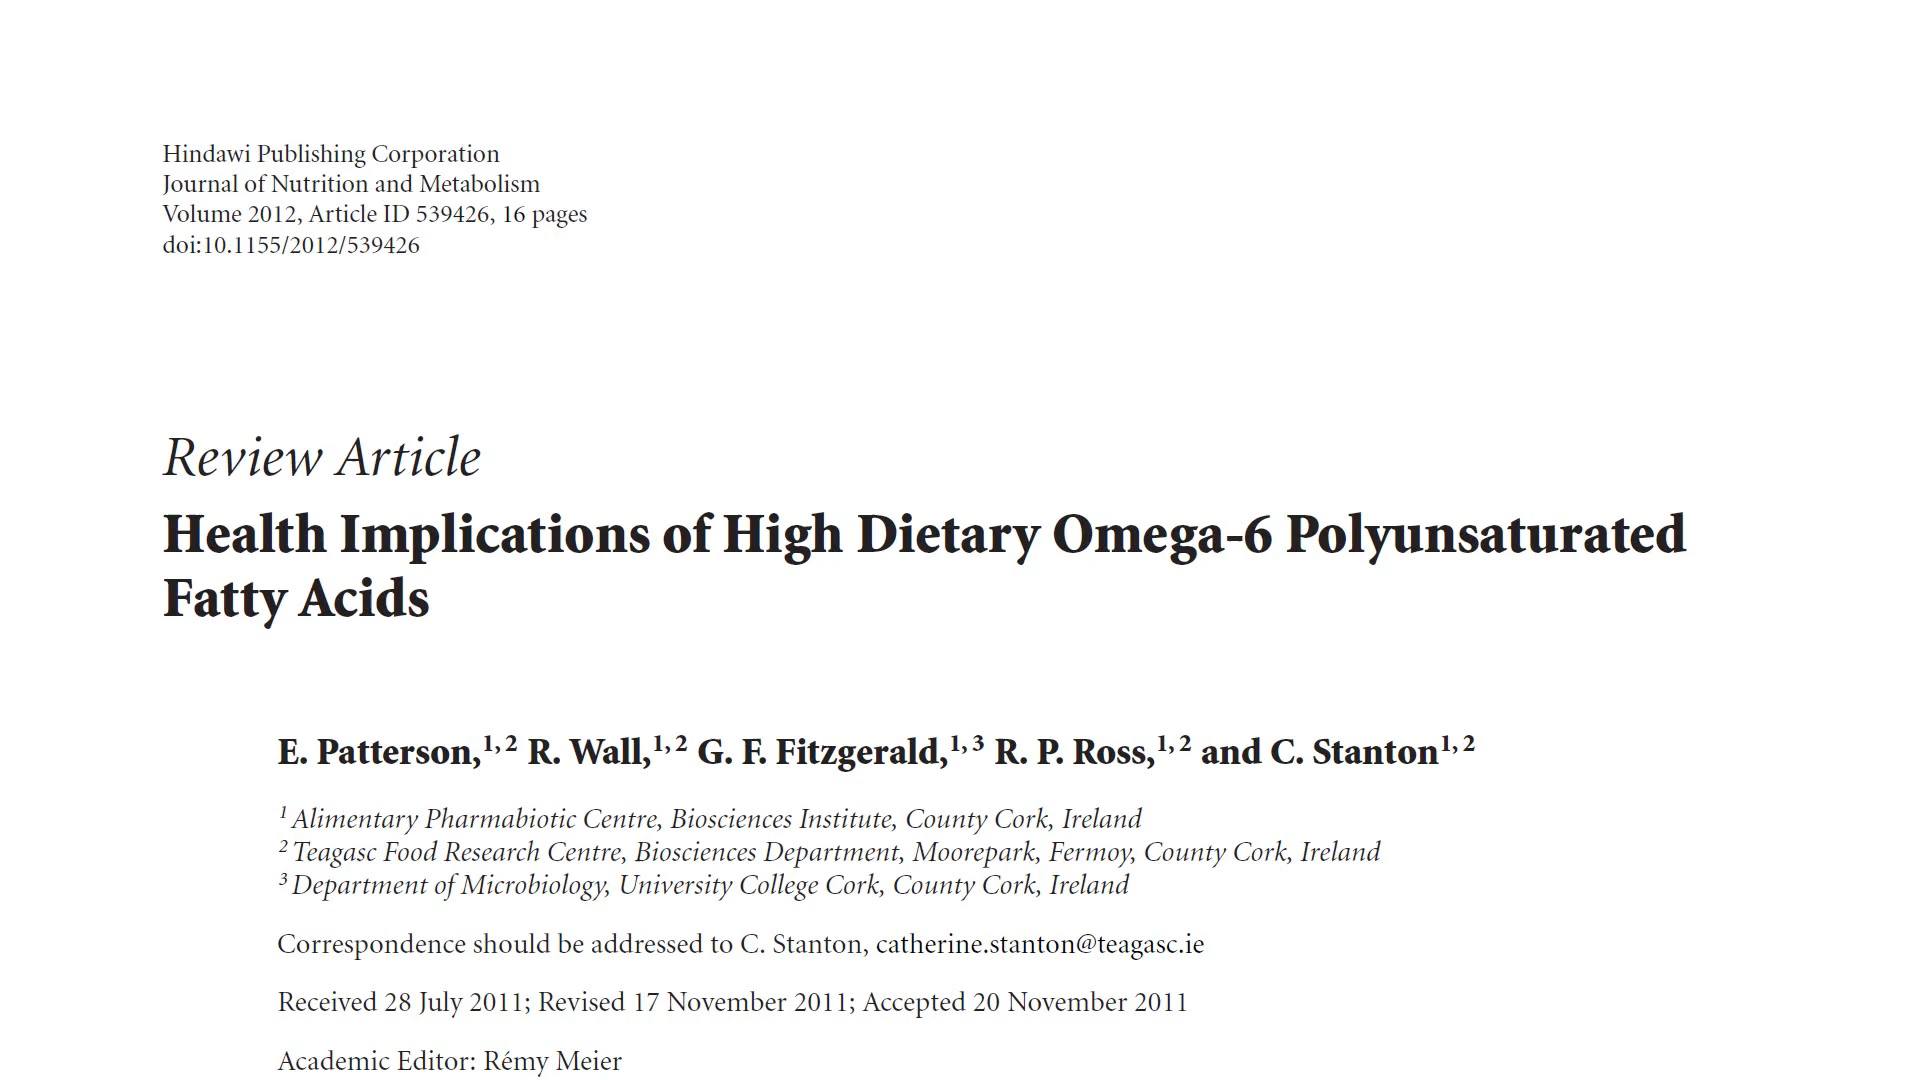 Hindawi Publishing Corporation
Journal of Nutrition and Metabolism
Volume 2012, Article ID 539426, 16 pages
doi:10.1155/2012/539426
Review Article
Health Implications of High Dietary Omega-6 Polyunsaturated
Fatty Acids
E. Patterson,1, 2 R. Wall,1, 2 G. F. Fitzgerald,1, 3 R. P. Ross,1, 2 and C. Stanton1, 2
1 Alimentary Pharmabiotic Centre, Biosciences Institute, County Cork, Ireland
2 Teagasc Food Research Centre, Biosciences Department, Moorepark, Fermoy, County Cork, Ireland
3 Department of Microbiology, University College Cork, County Cork, Ireland
Correspondence should be addressed to C. Stanton, catherine.stanton@teagasc.ie
Received 28 July 2011; Revised 17 November 2011; Accepted 20 November 2011
Academic Editor: Rémy Meier